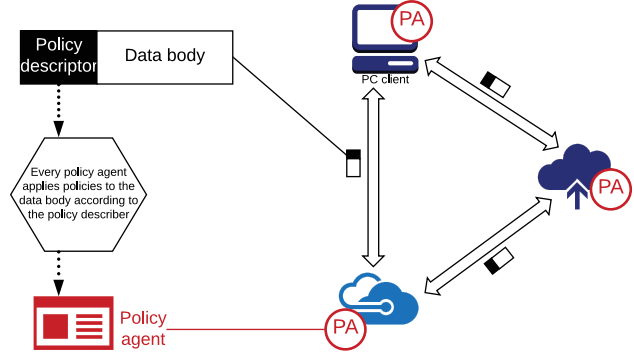 Policy
descriptor
Data body
PA
PC client
Every policy agent
applies policies to the
data body according to
the policy describer
PA
Policy
agent
PA